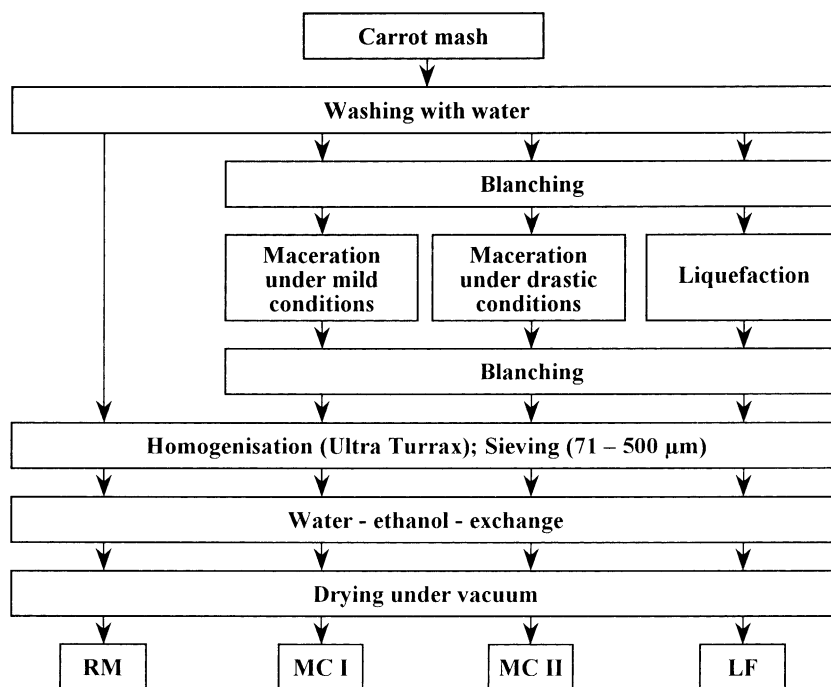 Carrot mash
Washing with water
Blanching
Maceration
under mild
conditions
Maceration
under drastic
conditions
Liquefaction
Blanching
Homogenisation (Ultra Turrax); Sieving (71 – 500 µm)
Water - ethanol - exchange
Drying under vacuum
RM
MC I
MC II
LF